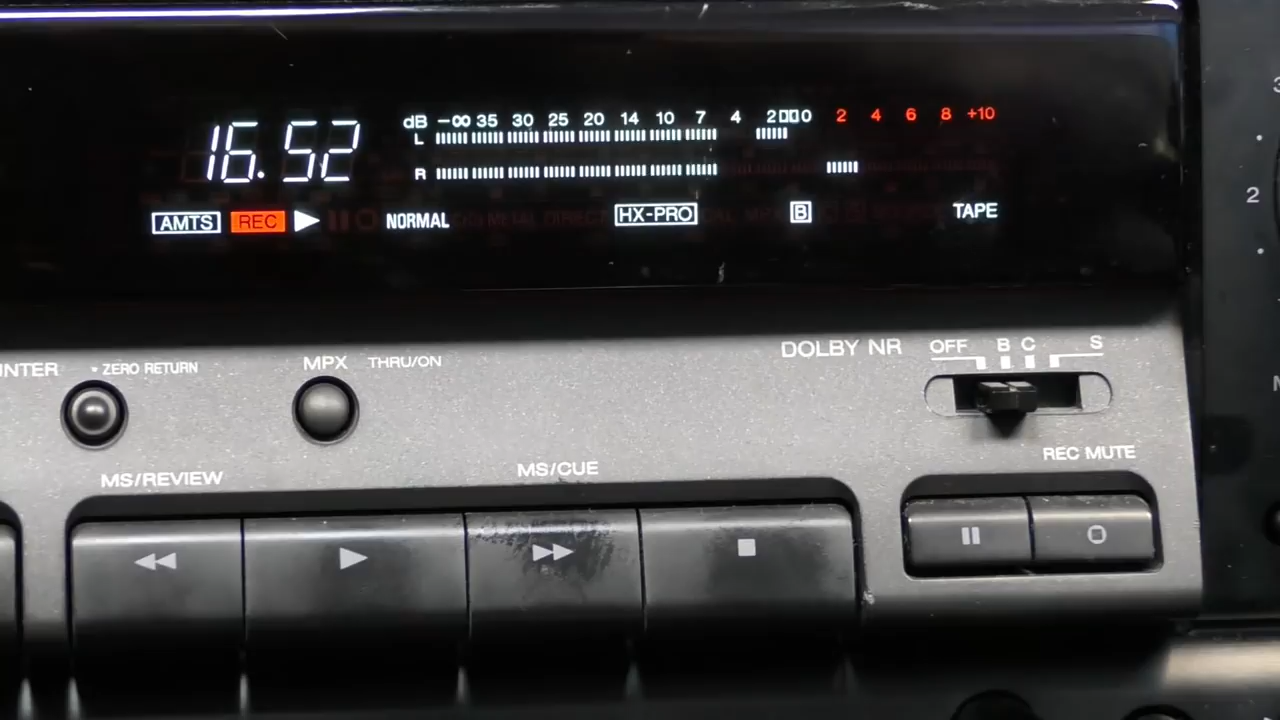 16.52
dB -∞ 35 30 25 20 14 10 7 4 2 0 2 4 6 8 +10
L
R
AMTS REC NORMAL HX-PRO B TAPE
2
DOLBY NR OFF B C S
NTER • ZERO RETURN MPX THRU/ON
REC MUTE
MS/REVIEW MS/CUE